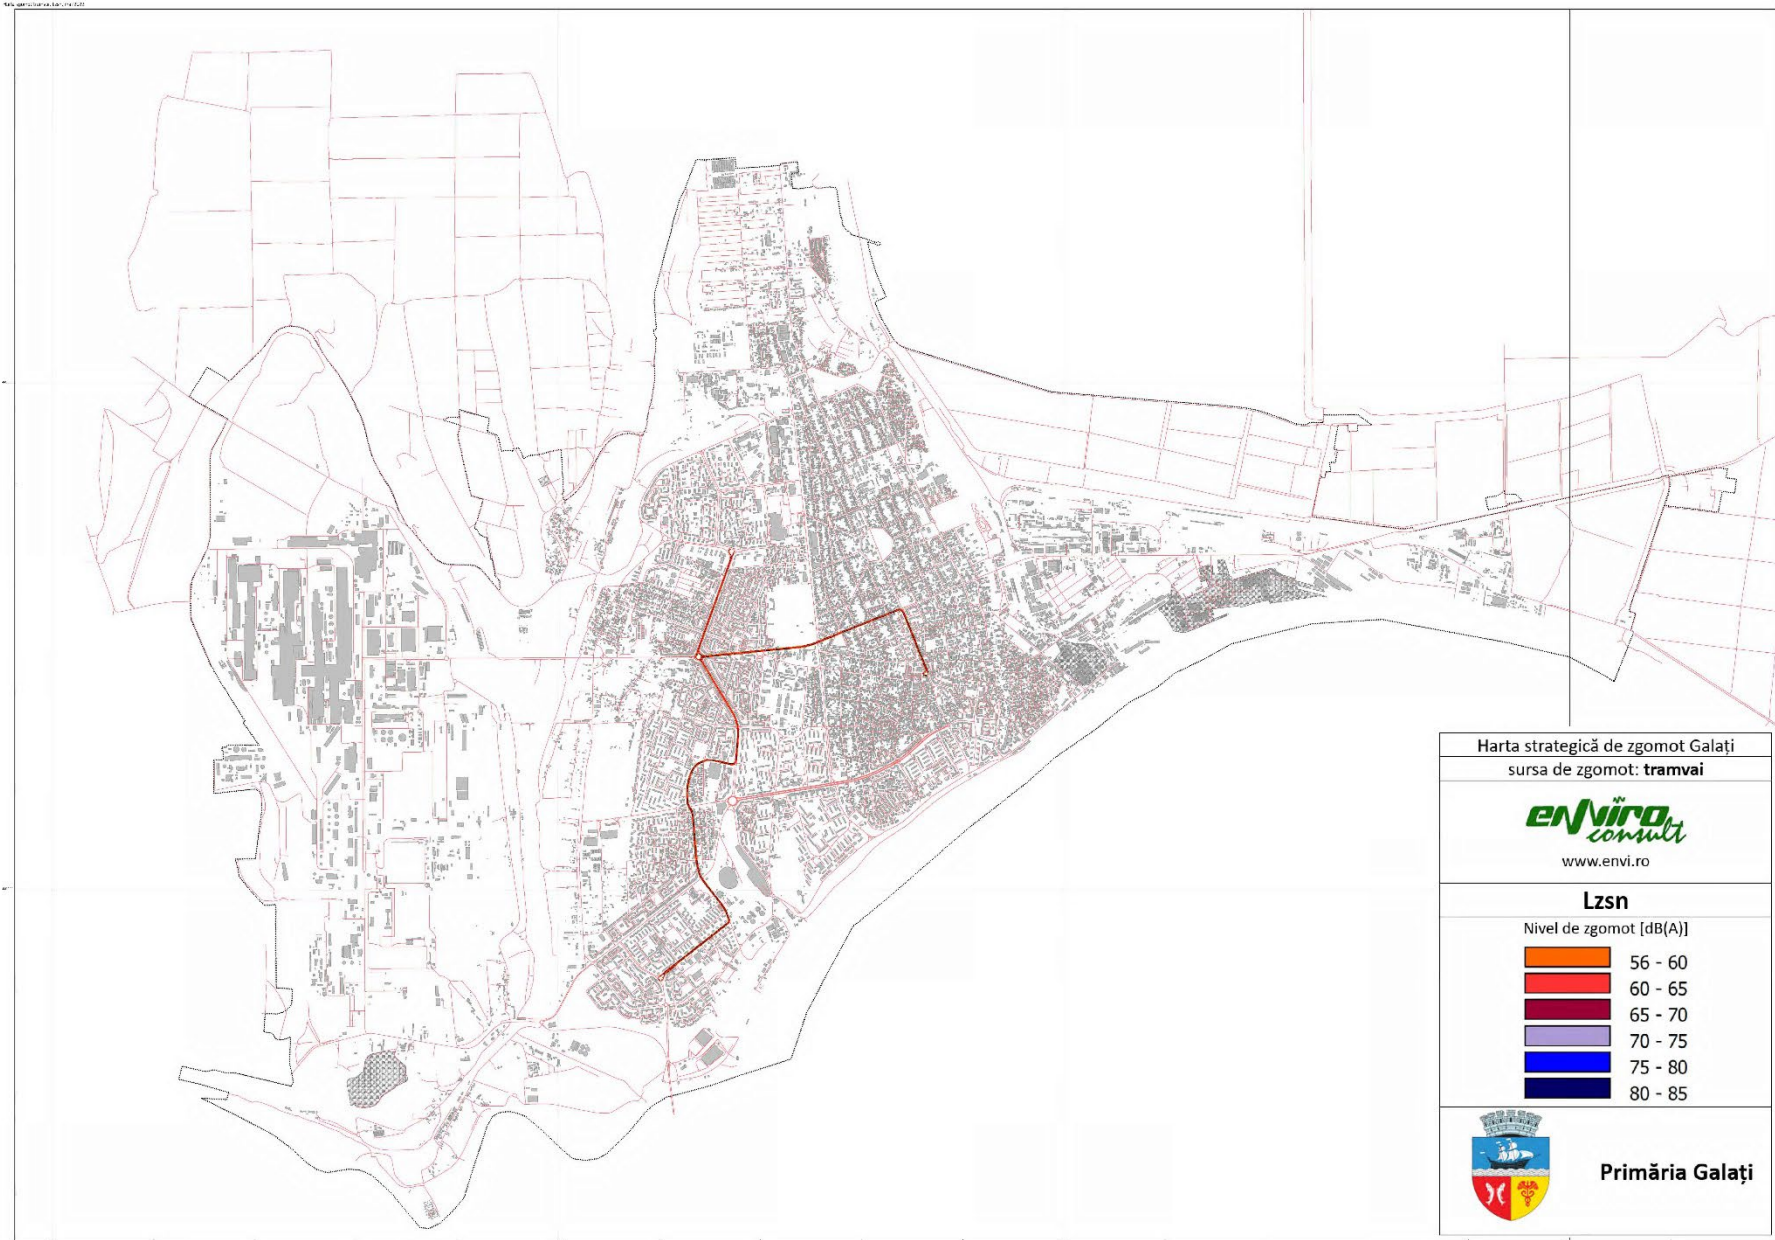 Harta strategică de zgomot Galați
sursa de zgomot: tramvai
enviro
consult
www.envi.ro
Lzsn
Nivel de zgomot [dB(A)]
56 - 60
60 - 65
65 - 70
70 - 75
75 - 80
80 - 85
Primăria Galați